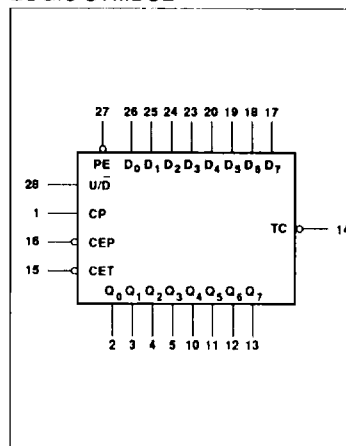 27 26 25 24 23 20 19 18 17
PE D0 D1 D2 D3 D4 D5 D6 D7
28 U/D̅
1 CP
TC 14
16 CEP
15 CET
Q0 Q1 Q2 Q3 Q4 Q5 Q6 Q7
2 3 4 5 10 11 12 13